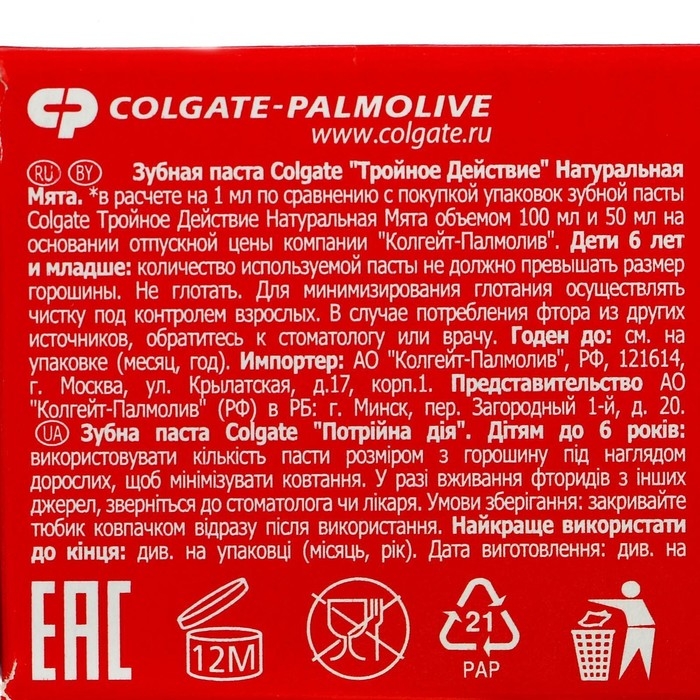 COLGATE-PALMOLIVE
www.colgate.ru
RU BY Зубная паста Colgate "Тройное Действие" Натуральная
Мята. *в расчете на 1 мл по сравнению с покупкой упаковок зубной пасты
Colgate Тройное Действие Натуральная Мята объемом 100 мл и 50 мл на
основании отпускной цены компании "Колгейт-Палмолив". Дети 6 лет
и младше: количество используемой пасты не должно превышать размер
горошины. Не глотать. Для минимизирования глотания осуществлять
чистку под контролем взрослых. В случае потребления фтора из других
источников, обратитесь к стоматологу или врачу. Годен до: см. на
упаковке (месяц, год). Импортер: АО "Колгейт-Палмолив", РФ, 121614,
г. Москва, ул. Крылатская, д.17, корп.1. Представительство АО
"Колгейт-Палмолив" (РФ) в РБ: г. Минск, пер. Загородный 1-й, д. 20.
UA Зубна паста Colgate "Потрійна дія". Дітям до 6 років:
використовувати кількість пасти розміром з горошину під наглядом
дорослих, щоб мінімізувати ковтання. У разі вживання фторидів з інших
джерел, зверніться до стоматолога чи лікаря. Умови зберігання: закривайте
тюбик ковпачком відразу після використання. Найкраще використати
до кінця: див. на упаковці (місяць, рік). Дата виготовлення: див. на
EAC 12M 21
PAP